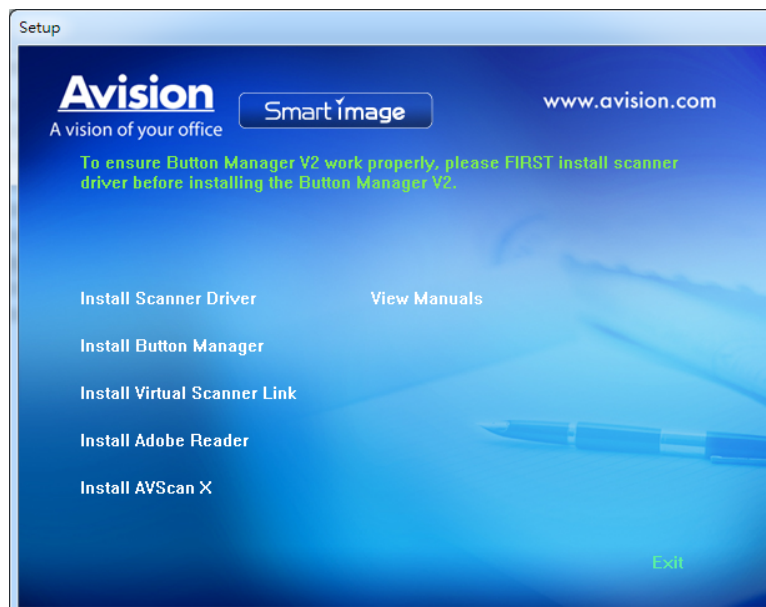 Setup
Avision
A vision of your office
Smart image
www.avision.com
To ensure Button Manager V2 work properly, please FIRST install scanner
driver before installing the Button Manager V2.
Install Scanner Driver
View Manuals
Install Button Manager
Install Virtual Scanner Link
Install Adobe Reader
Install AVScan X
Exit